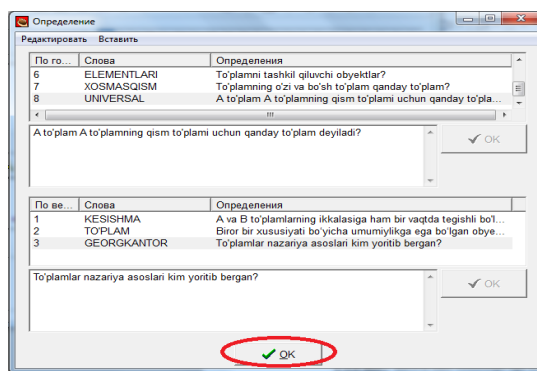 Определение
Редактировать Вставить
По го... Слова Определения
6 ELEMENTLARI To'plamni tashkil qiluvchi obyektlar?
7 XOSMASQISM To'plamning o'zi va bo'sh to'plam qanday to'plam?
8 UNIVERSAL A to'plam A to'plamning qism to'plami uchun qanday to'pla...
A to'plam A to'plamning qism to'plami uchun qanday to'plam deyiladi?
OK
По ве... Слова Определения
1 KESISHMA A va B to'plamlarning ikkalasiga ham bir vaqtda tegishli bo'l...
2 TO'PLAM Biror bir xususiyati bo'yicha umumiylikga ega bo'lgan obye...
3 GEORGKANTOR To'plamlar nazariya asoslari kim yoritib bergan?
To'plamlar nazariya asoslari kim yoritib bergan?
OK
OK